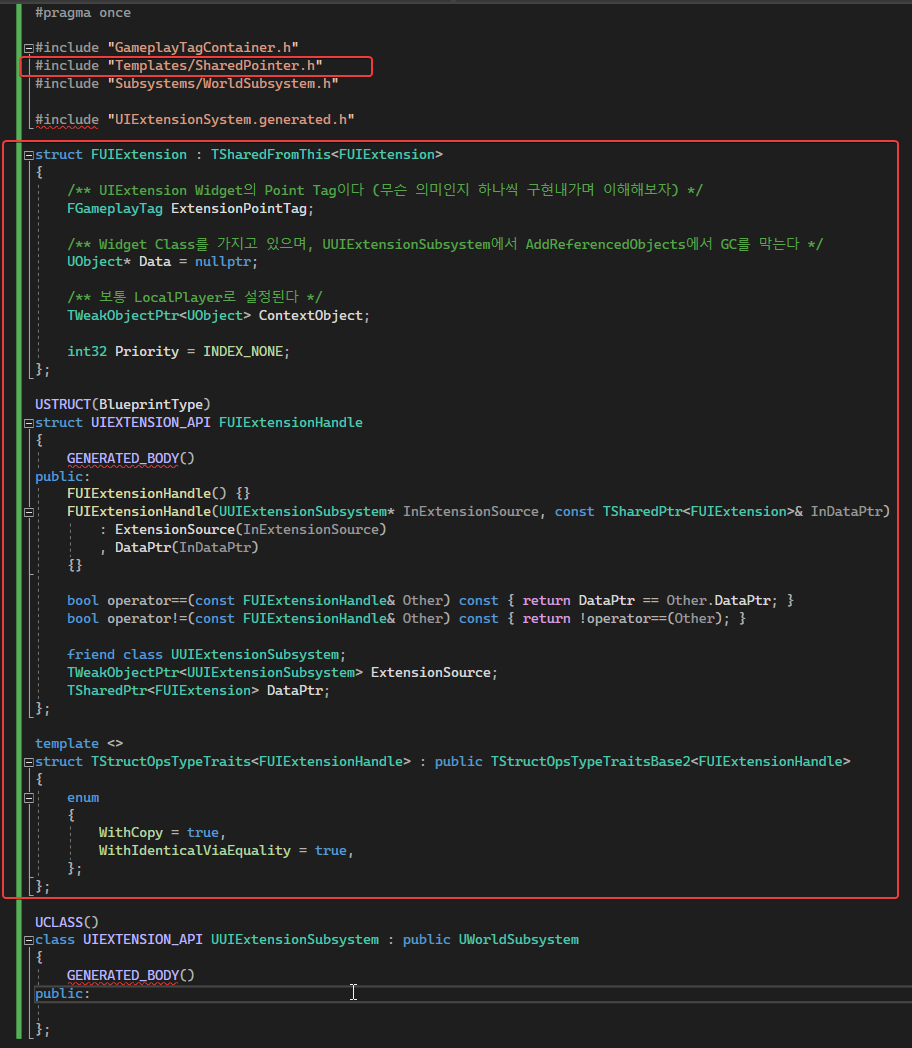 #pragma once
#include "GameplayTagContainer.h"
#include "Templates/SharedPointer.h"
#include "Subsystems/WorldSubsystem.h"
#include "UIExtensionSystem.generated.h"
struct FUIExtension : TSharedFromThis<FUIExtension>
{
/** UIExtension Widget의 Point Tag이다 (무슨 의미인지 하나씩 구현내가며 이해해보자) */
FGameplayTag ExtensionPointTag;
/** Widget Class를 가지고 있으며, UUIExtensionSubsystem에서 AddReferencedObjects에서 GC를 막는다 */
UObject* Data = nullptr;
/** 보통 LocalPlayer로 설정된다 */
TWeakObjectPtr<UObject> ContextObject;
int32 Priority = INDEX_NONE;
};
USTRUCT(BlueprintType)
struct UIEXTENSION_API FUIExtensionHandle
{
GENERATED_BODY()
public:
FUIExtensionHandle() {}
FUIExtensionHandle(UUIExtensionSubsystem* InExtensionSource, const TSharedPtr<FUIExtension>& InDataPtr)
: ExtensionSource(InExtensionSource)
, DataPtr(InDataPtr)
{}
bool operator==(const FUIExtensionHandle& Other) const { return DataPtr == Other.DataPtr; }
bool operator!=(const FUIExtensionHandle& Other) const { return !operator==(Other); }
friend class UUIExtensionSubsystem;
TWeakObjectPtr<UUIExtensionSubsystem> ExtensionSource;
TSharedPtr<FUIExtension> DataPtr;
};
template <>
struct TStructOpsTypeTraits<FUIExtensionHandle> : public TStructOpsTypeTraitsBase2<FUIExtensionHandle>
{
enum
{
WithCopy = true,
WithIdenticalViaEquality = true,
};
};
UCLASS()
class UIEXTENSION_API UUIExtensionSubsystem : public UWorldSubsystem
{
GENERATED_BODY()
public:
};